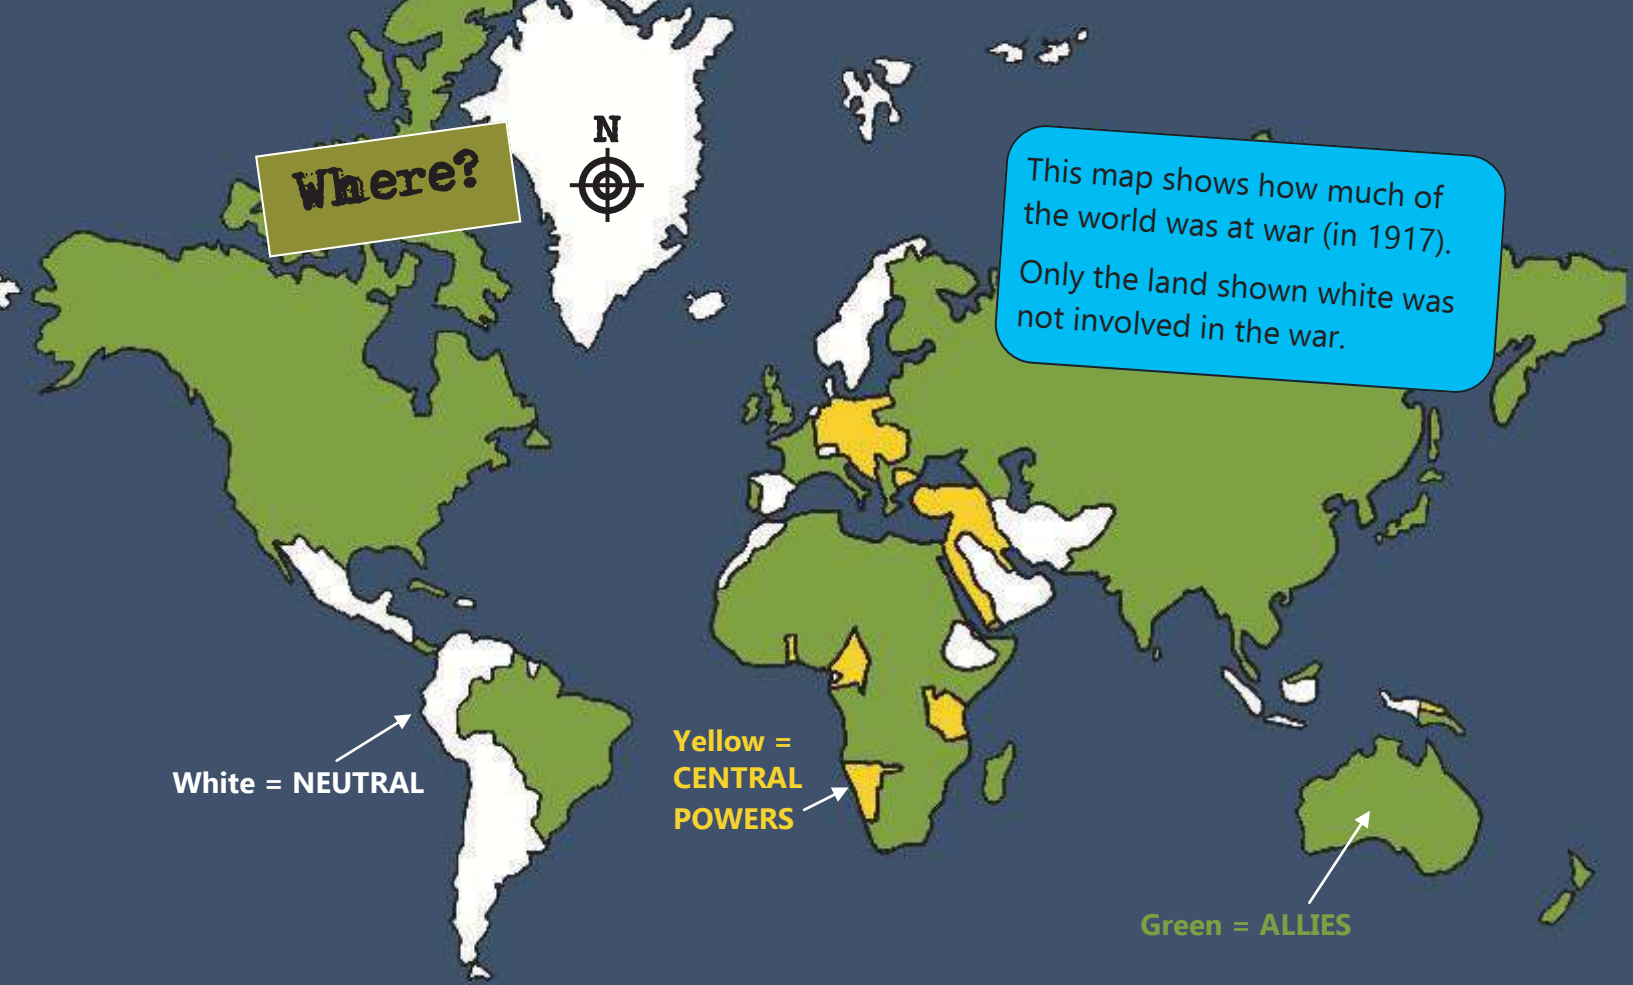 Where?
N
This map shows how much of
the world was at war (in 1917).
Only the land shown white was
not involved in the war.
White = NEUTRAL
Yellow =
CENTRAL
POWERS
Green = ALLIES